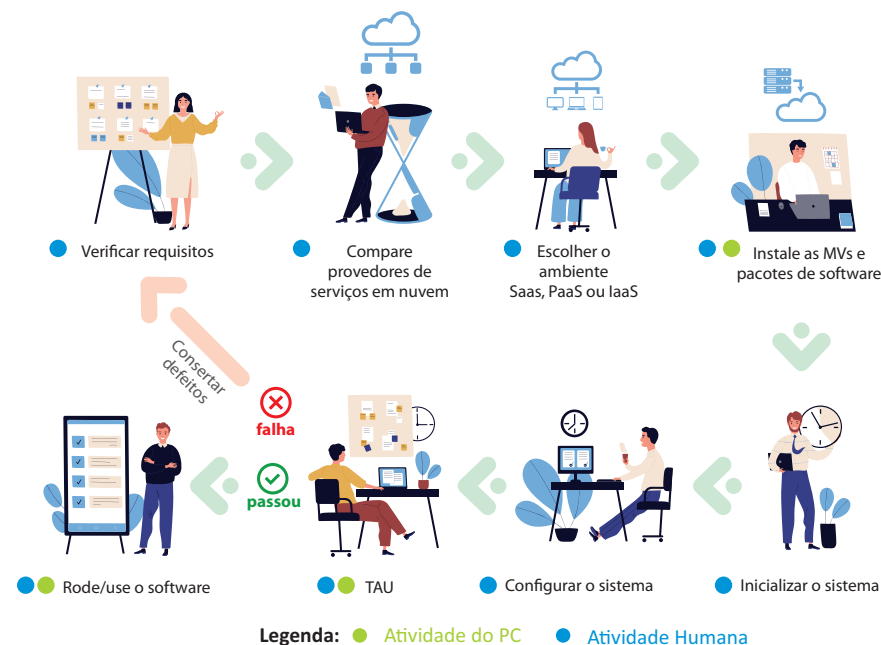 Verificar requisitos
Compare
provedores de
serviços em nuvem
Escolher o
ambiente
Saas, PaaS ou IaaS
Instale as MVs e
pacotes de software
Consertar
defeitos
falha
passou
Rode/use o software
TAU
Configurar o sistema
Inicializar o sistema
Legenda: Atividade do PC Atividade Humana